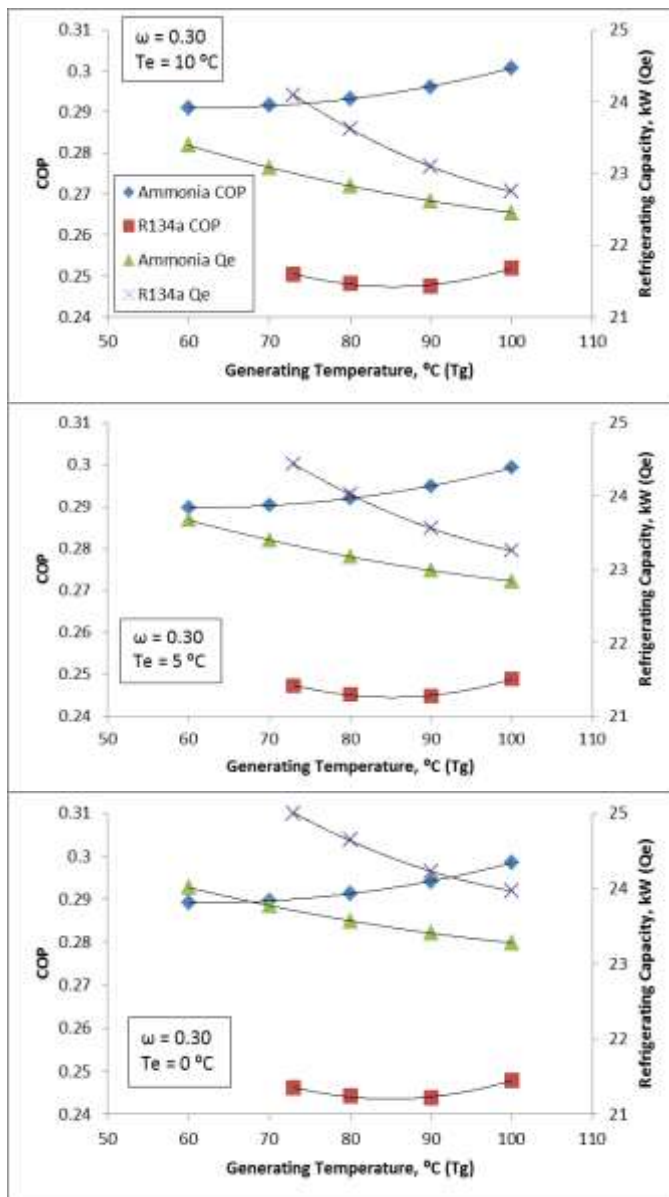 ω = 0.30
Te = 10 ⁰C
0.31
0.3
0.29
0.28
0.27
0.26
0.25
0.24
COP
25
24
23
22
21
Refrigerating Capacity, kW (Qe)
Ammonia COP
R134a COP
Ammonia Qe
R134a Qe
50 60 70 80 90 100 110
Generating Temperature, ⁰C (Tg)
0.31
0.3
0.29
0.28
0.27
0.26
0.25
0.24
COP
25
24
23
22
21
Refrigerating Capacity, kW (Qe)
ω = 0.30
Te = 5 ⁰C
50 60 70 80 90 100 110
Generating Temperature, ⁰C (Tg)
0.31
0.3
0.29
0.28
0.27
0.26
0.25
0.24
COP
25
24
23
22
21
Refrigerating Capacity, kW (Qe)
ω = 0.30
Te = 0 ⁰C
50 60 70 80 90 100 110
Generating Temperature, ⁰C (Tg)